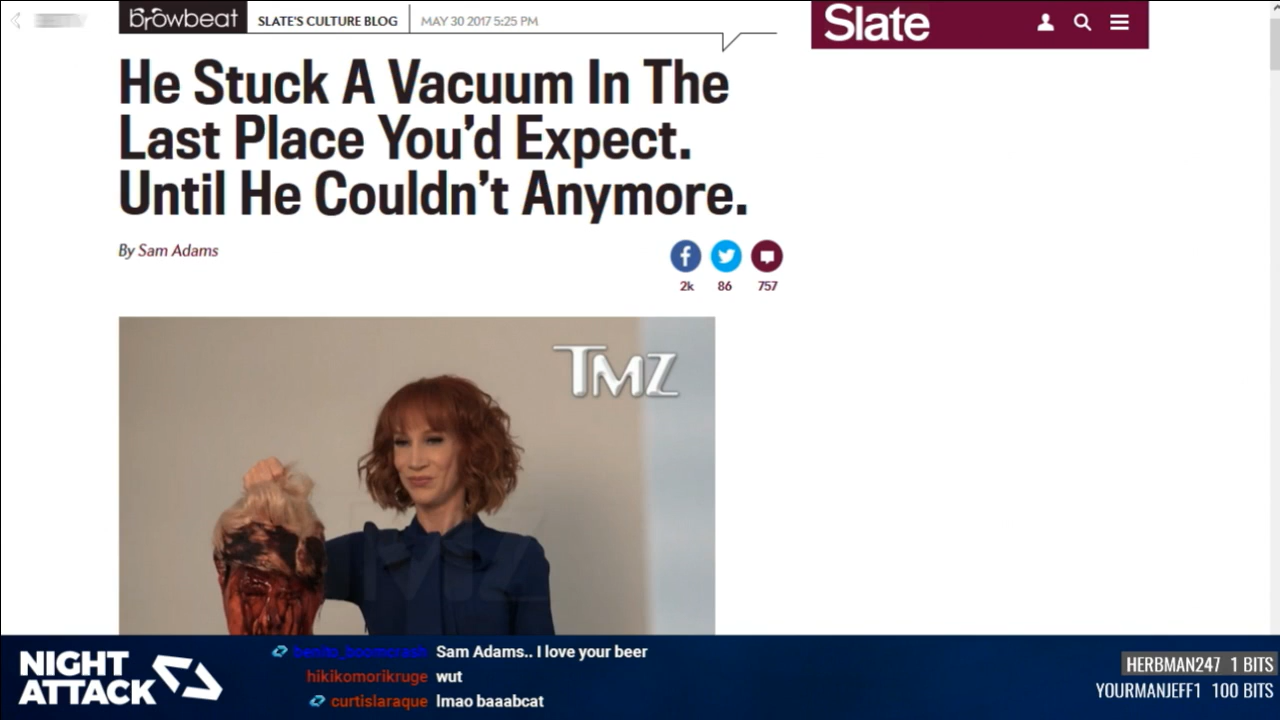 browbeat SLATE'S CULTURE BLOG MAY 30 2017 5:25 PM
Slate
He Stuck A Vacuum In The
Last Place You'd Expect.
Until He Couldn't Anymore.
By Sam Adams
2k 86 757
TMZ
TMZ
NIGHT
ATTACK
benito_boomcrash Sam Adams.. I love your beer
hikikomorikruge wut
curtislaraque lmao baaabcat
HERBMAN247 1 BITS
YOURMANJEFF1 100 BITS